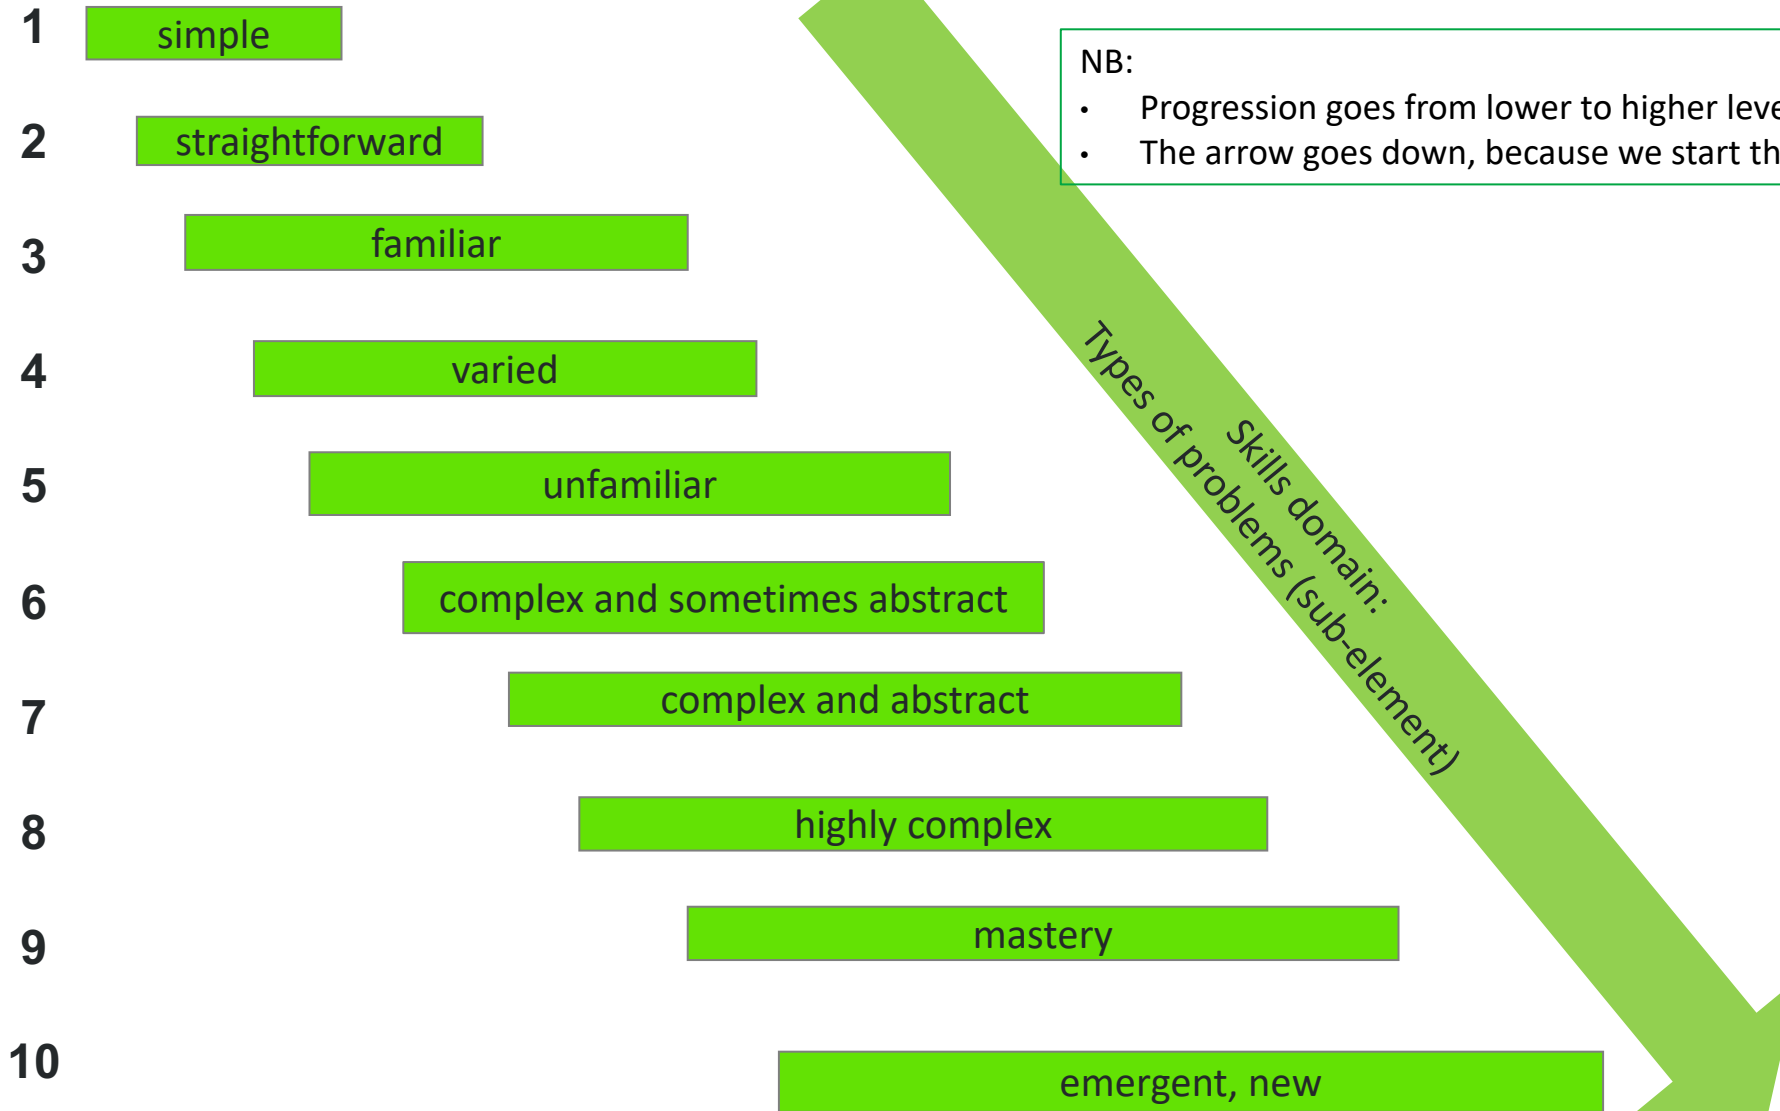 1
simple
NB:
• Progression goes from lower to higher leve
2
straightforward
• The arrow goes down, because we start th
3
familiar
4
varied
5
unfamiliar
6
complex and sometimes abstract
7
complex and abstract
8
highly complex
9
mastery
10
emergent, new
Skills domain:
Types of problems (sub-element)